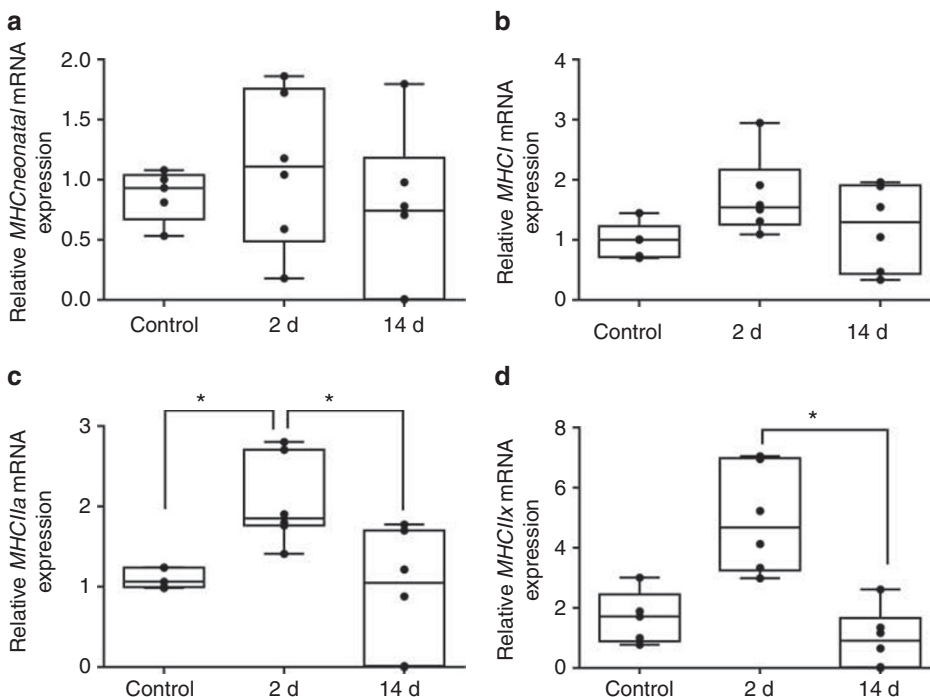 a
Relative MHCneonatal mRNA
expression
2.0
1.5
1.0
0.5
0.0
Control 2 d 14 d
b
Relative MHCI mRNA
expression
4
3
2
1
0
Control 2 d 14 d
c
Relative MHCIIa mRNA
expression
* *
3
2
1
0
Control 2 d 14 d
d
Relative MHCIIx mRNA
expression
*
8
6
4
2
0
Control 2 d 14 d